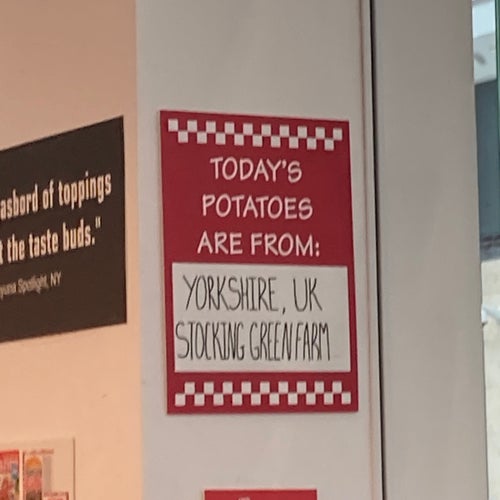 TODAY'S
POTATOES
ARE FROM:
YORKSHIRE, UK
STOCKING GREEN FARM
of toppings
the taste buds."
Spotlight, NY